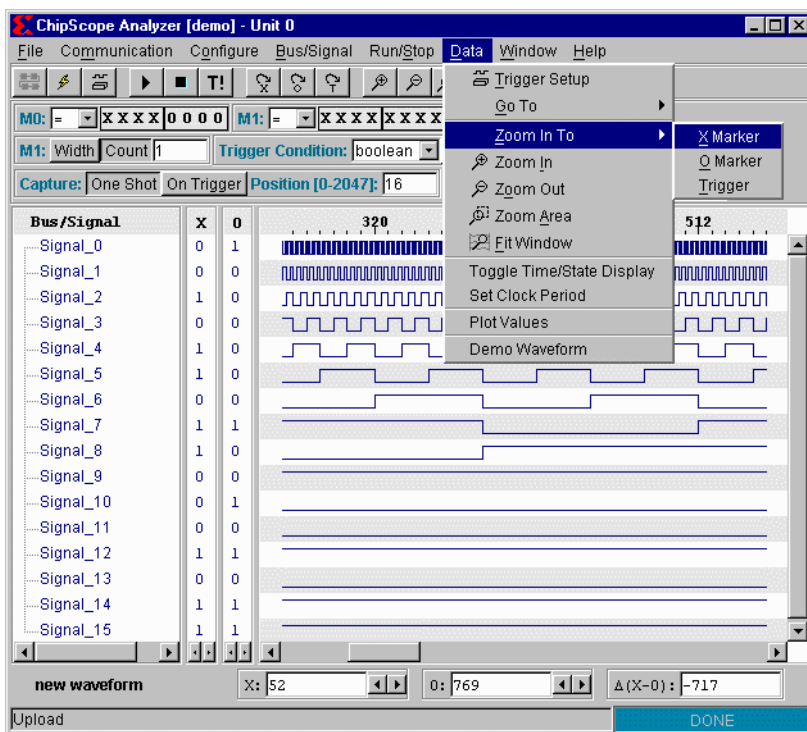 ChipScope Analyzer [demo] - Unit 0
File Communication Configure Bus/Signal Run/Stop Data Window Help
T! X O T
Trigger Setup
Go To
M0: = X X X X 0 0 0 0 M1: = X X X X X X X
Zoom In To X Marker
M1: Width Count 1 Trigger Condition: boolean
Zoom In O Marker
Capture: One Shot On Trigger Position [0-2047]: 16
Zoom Out Trigger
Zoom Area
Fit Window
Toggle Time/State Display
Set Clock Period
Plot Values
Demo Waveform
Bus/Signal X O 320 512
Signal_0 0 1
Signal_1 0 0
Signal_2 1 0
Signal_3 0 0
Signal_4 1 0
Signal_5 1 0
Signal_6 0 0
Signal_7 1 1
Signal_8 1 0
Signal_9 0 0
Signal_10 0 1
Signal_11 0 0
Signal_12 1 1
Signal_13 0 0
Signal_14 1 1
Signal_15 1 1
new waveform X: 52 O: 769 Δ(X-O): -717
Upload DONE